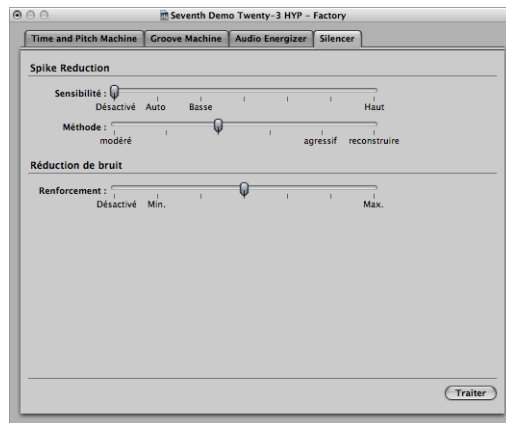 Seventh Demo Twenty-3 HYP - Factory
Time and Pitch Machine Groove Machine Audio Energizer Silencer
Spike Reduction
Sensibilité :
Désactivé Auto Basse Haut
Méthode :
modéré agressif reconstruire
Réduction de bruit
Renforcement :
Désactivé Min. Max.
Traiter